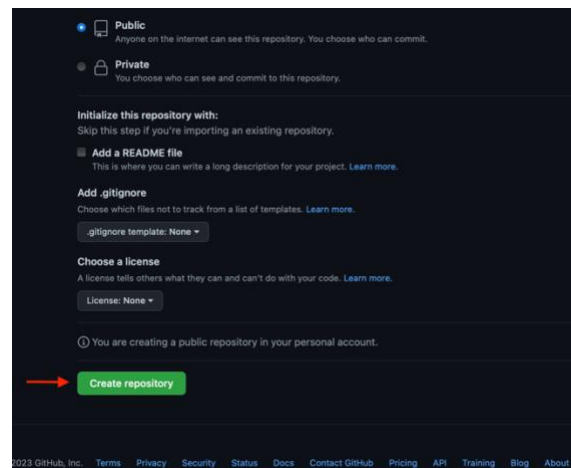 Public
Anyone on the internet can see this repository. You choose who can commit.
Private
You choose who can see and commit to this repository.
Initialize this repository with:
Skip this step if you're importing an existing repository.
Add a README file
This is where you can write a long description for your project. Learn more.
Add .gitignore
Choose which files not to track from a list of templates. Learn more.
.gitignore template: None
Choose a license
A license tells others what they can and can't do with your code. Learn more.
License: None
You are creating a public repository in your personal account.
Create repository
2023 GitHub, Inc. Terms Privacy Security Status Docs Contact GitHub Pricing API Training Blog About